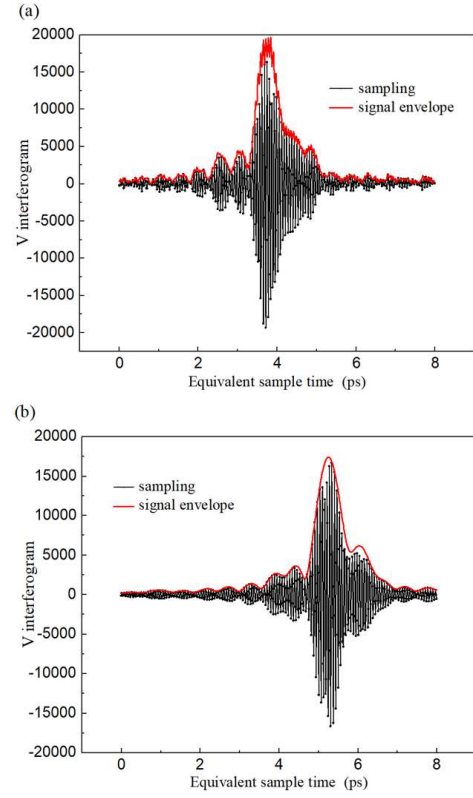 (a)
20000
15000
10000
5000
0
-5000
-10000
-15000
-20000
V interferogram
sampling
signal envelope
0 2 4 6 8
Equivalent sample time (ps)
(b)
20000
15000
10000
5000
0
-5000
-10000
-15000
-20000
V interferogram
sampling
signal envelope
0 2 4 6 8
Equivalent sample time (ps)